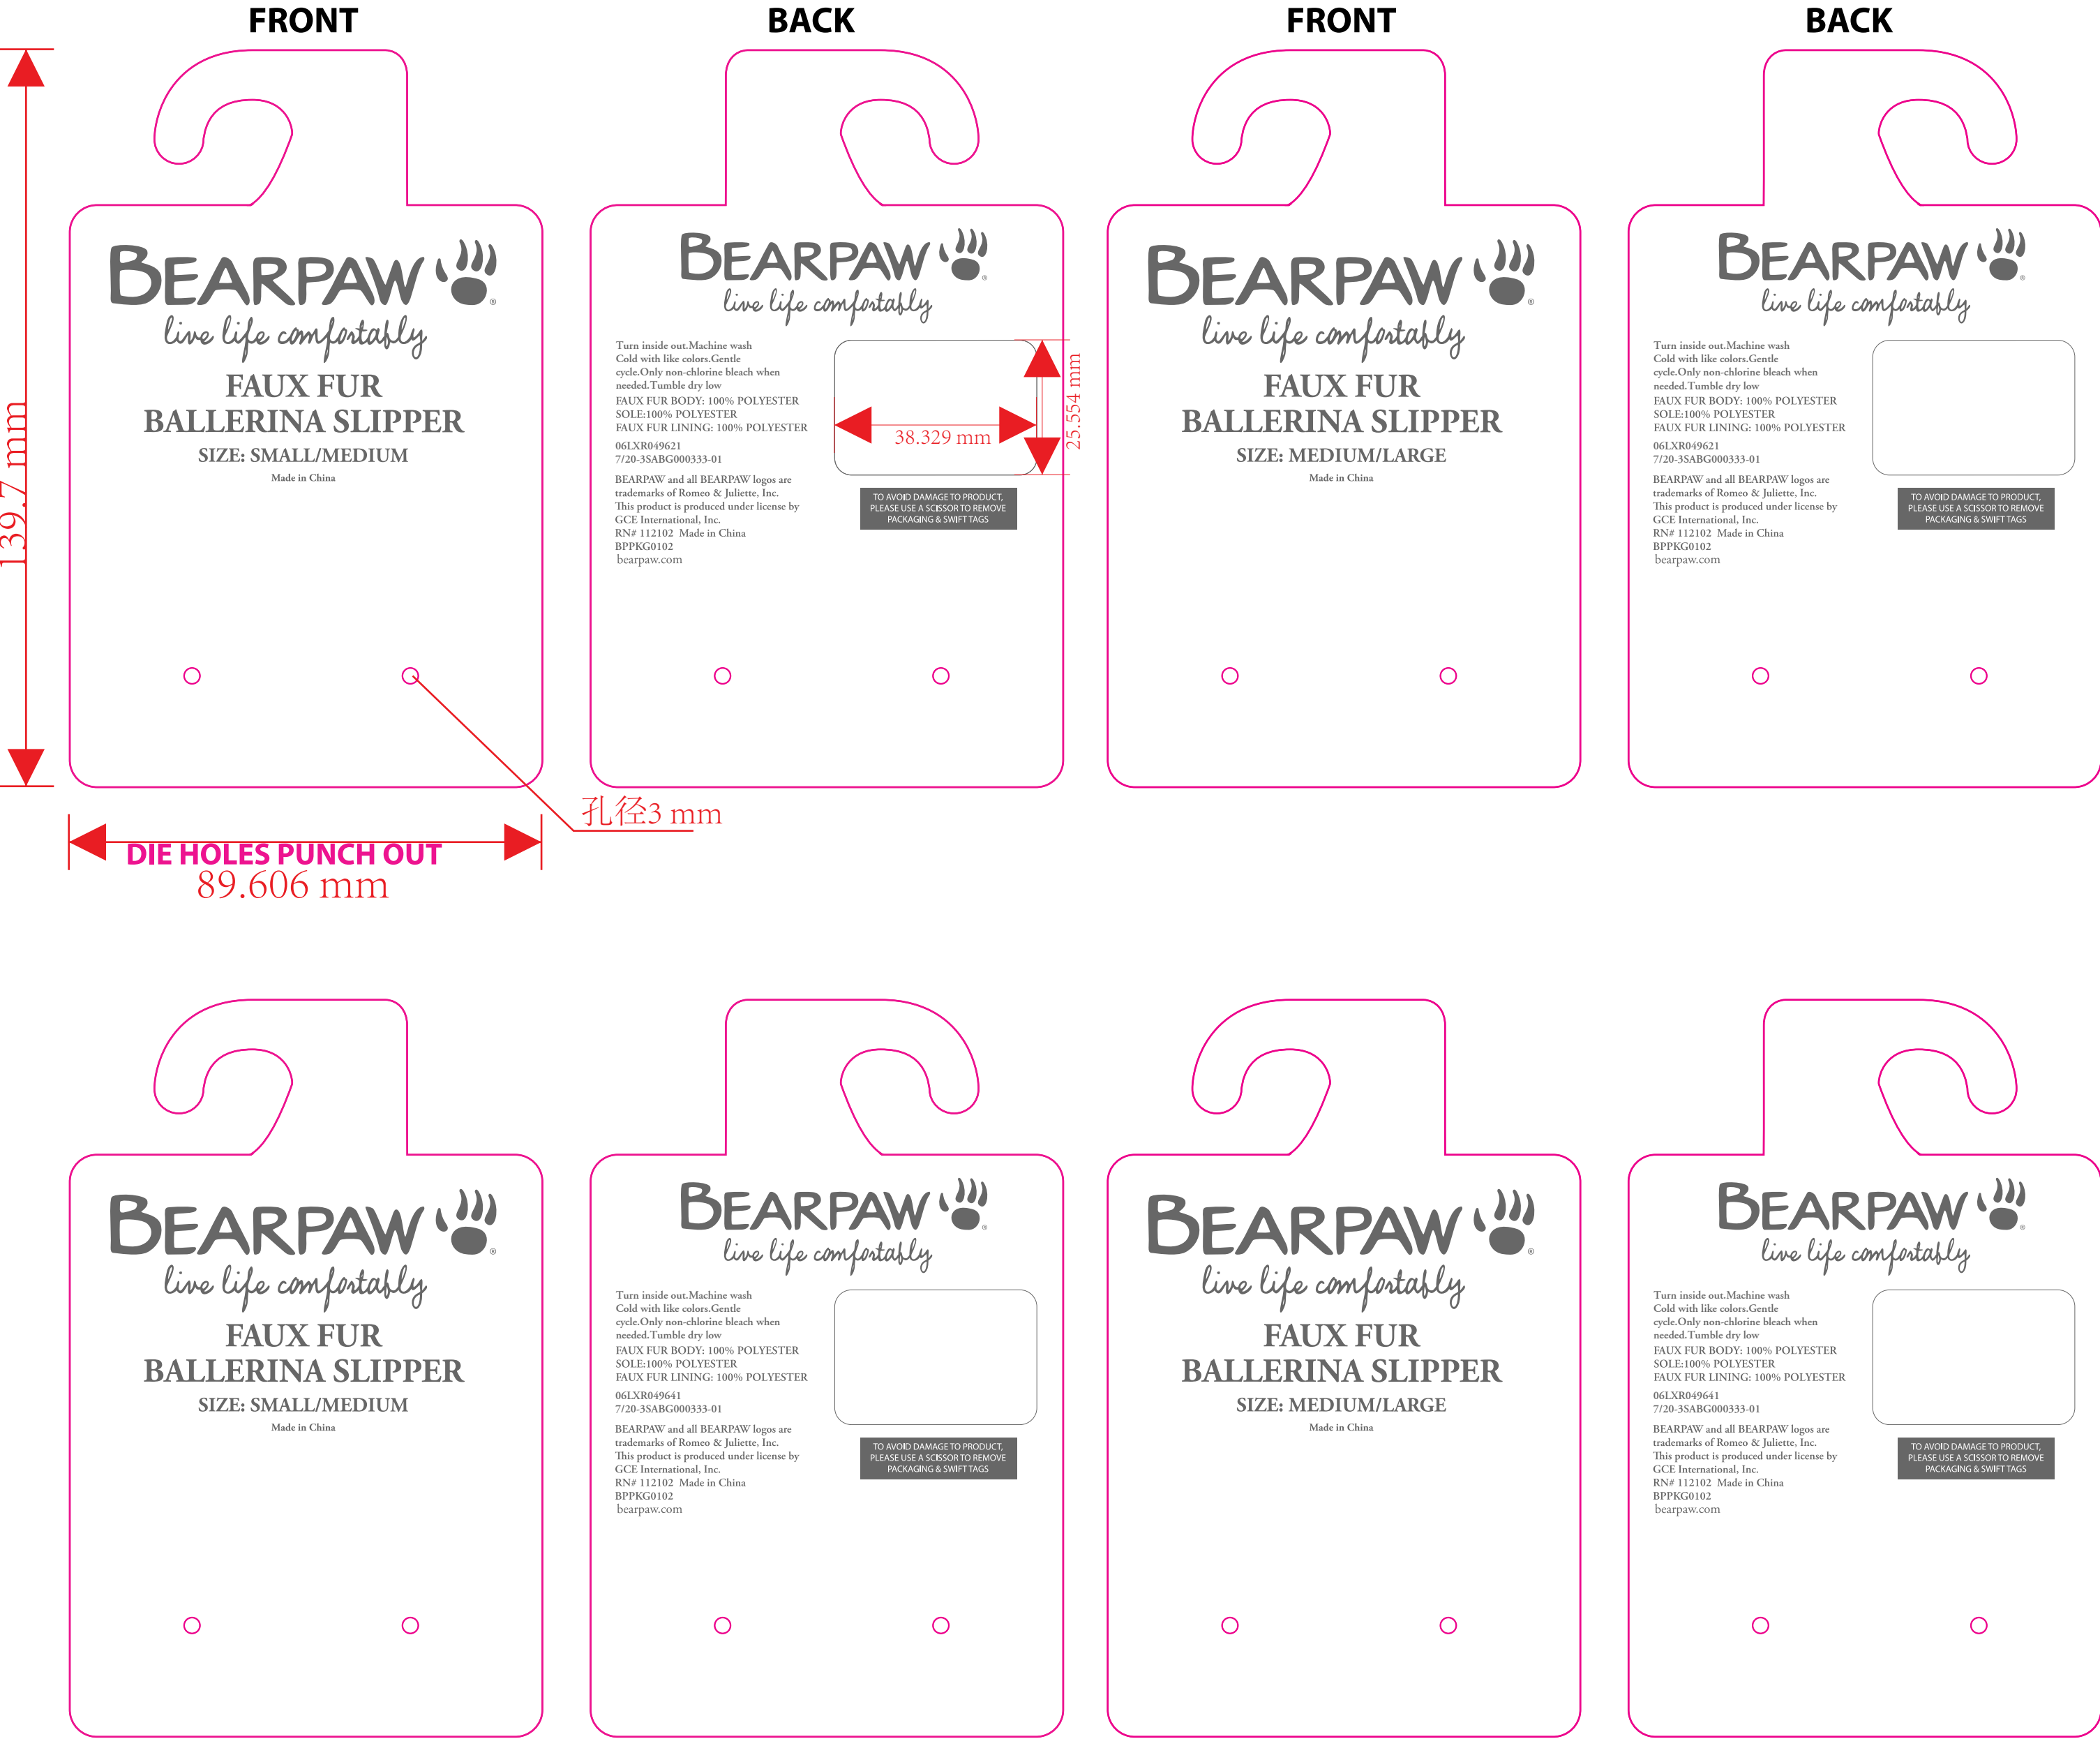 FRONT
BACK
FRONT
BACK
139.7 mm
BEARPAW ®
live life comfortably
FAUX FUR
BALLERINA SLIPPER
SIZE: SMALL/MEDIUM
Made in China
DIE HOLES PUNCH OUT
89.606 mm
孔径3 mm
BEARPAW ®
live life comfortably
Turn inside out.Machine wash
Cold with like colors.Gentle
cycle.Only non-chlorine bleach when
needed.Tumble dry low
FAUX FUR BODY: 100% POLYESTER
SOLE:100% POLYESTER
FAUX FUR LINING: 100% POLYESTER
06LXR049621
7/20-3SABG000333-01
BEARPAW and all BEARPAW logos are
trademarks of Romeo & Juliette, Inc.
This product is produced under license by
GCE International, Inc.
RN# 112102 Made in China
BPPKG0102
bearpaw.com
38.329 mm
25.554 mm
TO AVOID DAMAGE TO PRODUCT,
PLEASE USE A SCISSOR TO REMOVE
PACKAGING & SWIFT TAGS
BEARPAW ®
live life comfortably
FAUX FUR
BALLERINA SLIPPER
SIZE: MEDIUM/LARGE
Made in China
BEARPAW ®
live life comfortably
Turn inside out.Machine wash
Cold with like colors.Gentle
cycle.Only non-chlorine bleach when
needed.Tumble dry low
FAUX FUR BODY: 100% POLYESTER
SOLE:100% POLYESTER
FAUX FUR LINING: 100% POLYESTER
06LXR049621
7/20-3SABG000333-01
BEARPAW and all BEARPAW logos are
trademarks of Romeo & Juliette, Inc.
This product is produced under license by
GCE International, Inc.
RN# 112102 Made in China
BPPKG0102
bearpaw.com
TO AVOID DAMAGE TO PRODUCT,
PLEASE USE A SCISSOR TO REMOVE
PACKAGING & SWIFT TAGS
BEARPAW ®
live life comfortably
FAUX FUR
BALLERINA SLIPPER
SIZE: SMALL/MEDIUM
Made in China
BEARPAW ®
live life comfortably
Turn inside out.Machine wash
Cold with like colors.Gentle
cycle.Only non-chlorine bleach when
needed.Tumble dry low
FAUX FUR BODY: 100% POLYESTER
SOLE:100% POLYESTER
FAUX FUR LINING: 100% POLYESTER
06LXR049641
7/20-3SABG000333-01
BEARPAW and all BEARPAW logos are
trademarks of Romeo & Juliette, Inc.
This product is produced under license by
GCE International, Inc.
RN# 112102 Made in China
BPPKG0102
bearpaw.com
TO AVOID DAMAGE TO PRODUCT,
PLEASE USE A SCISSOR TO REMOVE
PACKAGING & SWIFT TAGS
BEARPAW ®
live life comfortably
FAUX FUR
BALLERINA SLIPPER
SIZE: MEDIUM/LARGE
Made in China
BEARPAW ®
live life comfortably
Turn inside out.Machine wash
Cold with like colors.Gentle
cycle.Only non-chlorine bleach when
needed.Tumble dry low
FAUX FUR BODY: 100% POLYESTER
SOLE:100% POLYESTER
FAUX FUR LINING: 100% POLYESTER
06LXR049641
7/20-3SABG000333-01
BEARPAW and all BEARPAW logos are
trademarks of Romeo & Juliette, Inc.
This product is produced under license by
GCE International, Inc.
RN# 112102 Made in China
BPPKG0102
bearpaw.com
TO AVOID DAMAGE TO PRODUCT,
PLEASE USE A SCISSOR TO REMOVE
PACKAGING & SWIFT TAGS